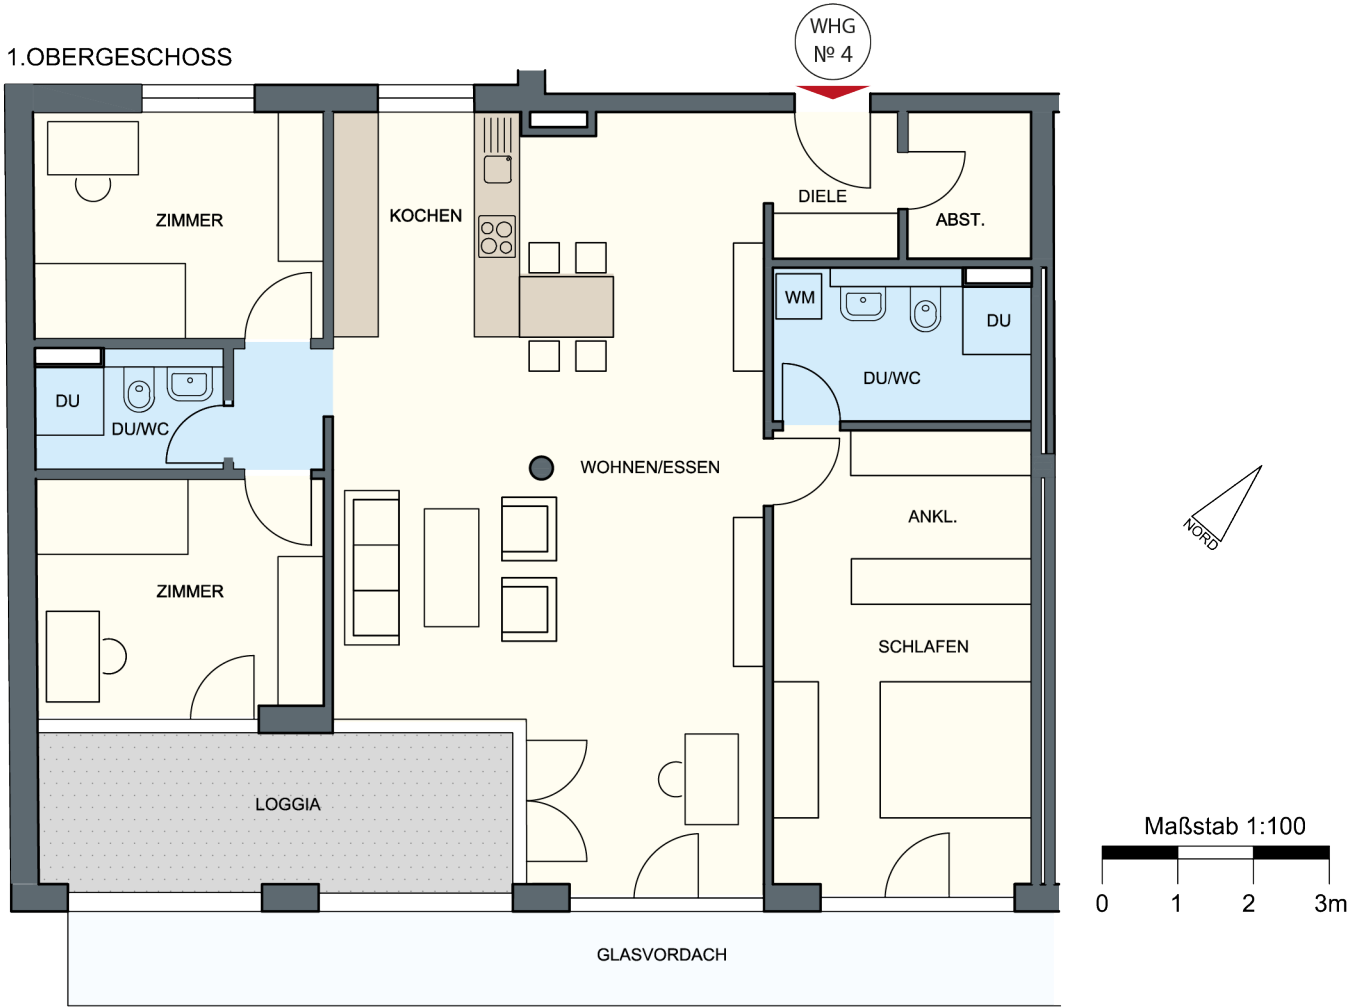 WHG
№ 4
1.OBERGESCHOSS
ZIMMER
KOCHEN
DIELE
ABST.
WM
DU
DU/WC
DU
DU/WC
WOHNEN/ESSEN
ANKL.
NORD
ZIMMER
SCHLAFEN
LOGGIA
Maßstab 1:100
0 1 2 3m
GLASVORDACH